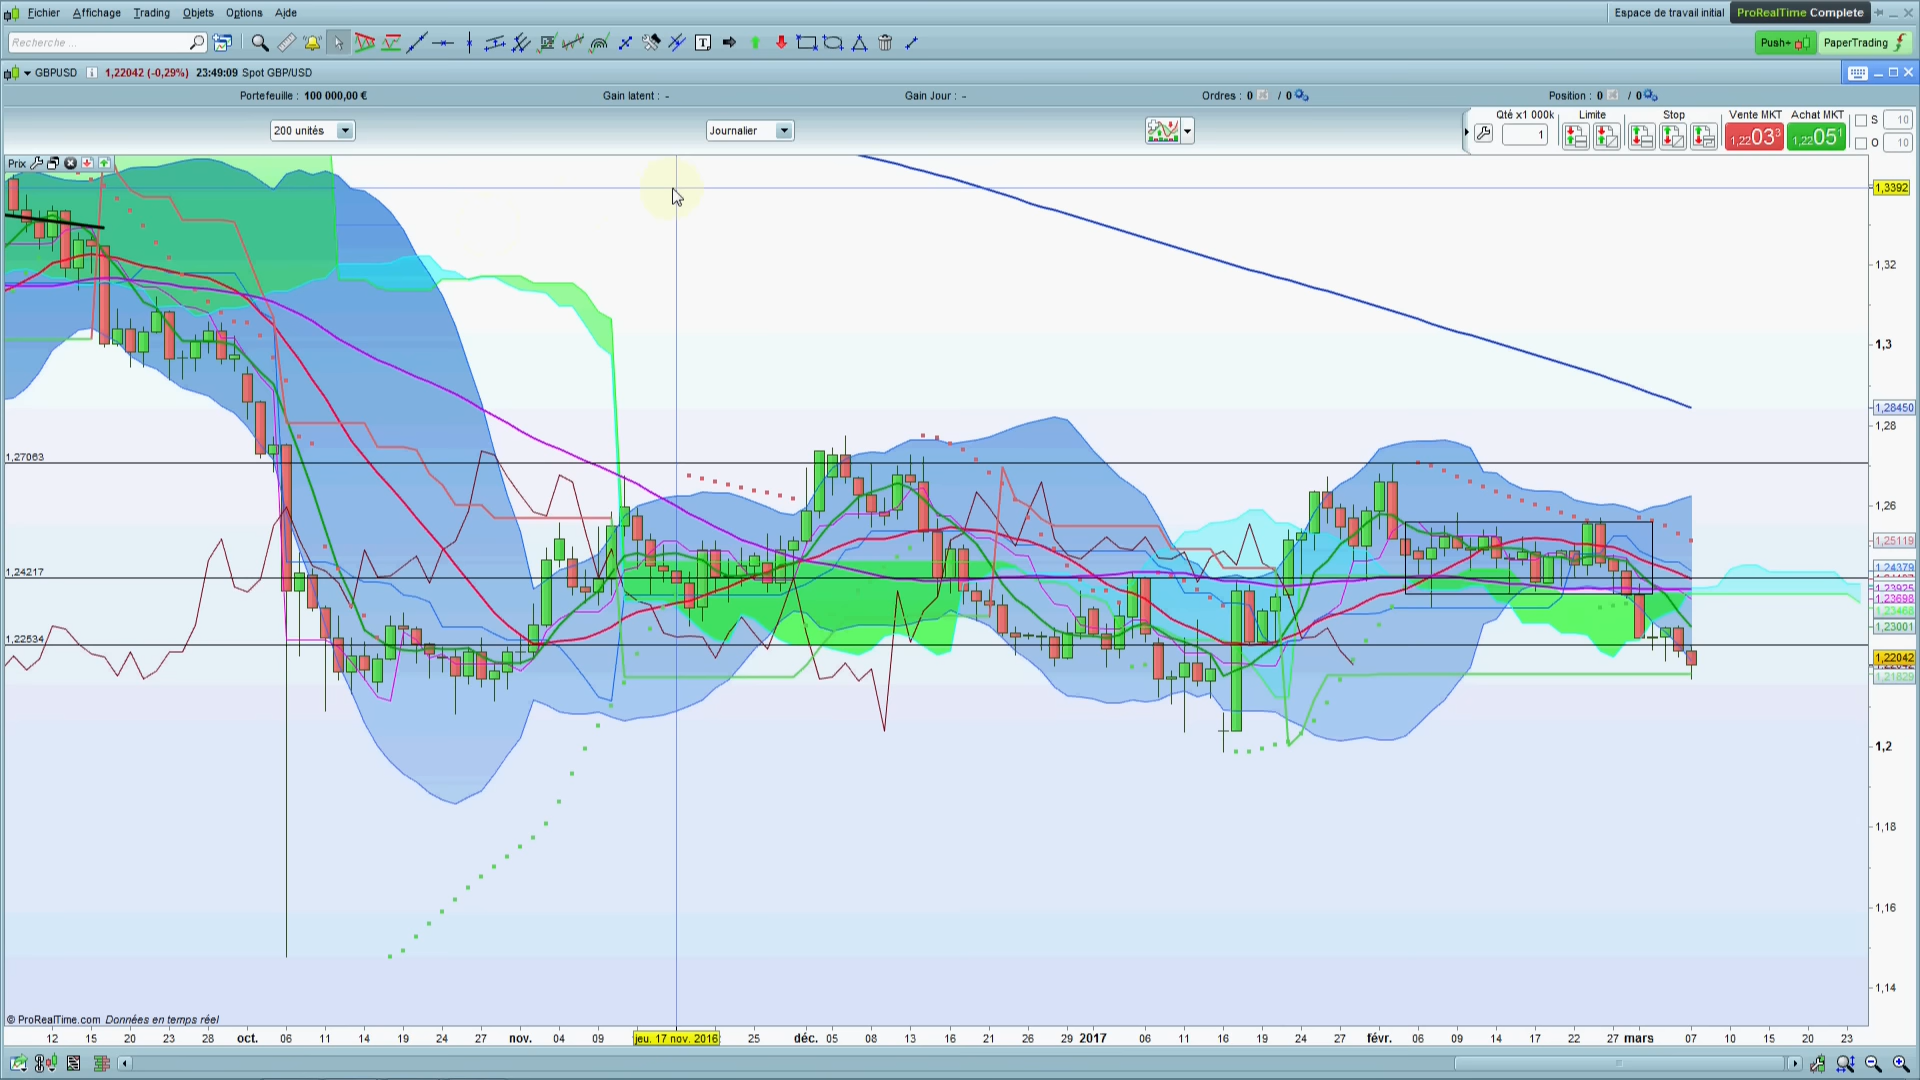 Fichier Affichage Trading Objets Options Aide
Espace de travail initial ProRealTime Complete
Recherche ...
Push+ PaperTrading
GBPUSD i 1,22042 (-0,29%) 23:49:09 Spot GBP/USD
Portefeuille : 100 000,00 € Gain latent : - Gain Jour : - Ordres : 0 / 0 Position : 0 / 0
200 unités Journalier
Qté x1 000k Limite Stop Vente MKT Achat MKT S 10
1 1,22033 1,22051 O 10
Prix
1,3392
1,32
1,3
1,28450
1,28
1,27063
1,26
1,25119
1,24379
1,24217
1,23925
1,23698
1,23468
1,23001
1,22534
1,22042
1,21829
1,2
1,18
1,16
1,14
© ProRealTime.com Données en temps réel
12 15 20 23 28 oct. 06 11 14 19 24 27 nov. 04 09 jeu. 17 nov. 2016 25 déc. 05 08 13 16 21 26 29 2017 06 11 16 19 24 27 févr. 06 09 14 17 22 27 mars 07 10 15 20 23